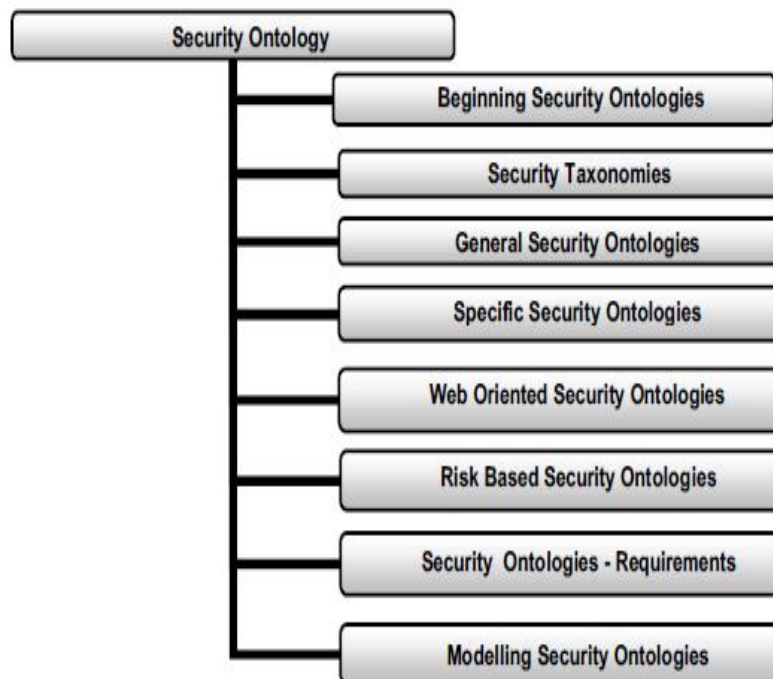 Security Ontology
Beginning Security Ontologies
Security Taxonomies
General Security Ontologies
Specific Security Ontologies
Web Oriented Security Ontologies
Risk Based Security Ontologies
Security Ontologies - Requirements
Modelling Security Ontologies